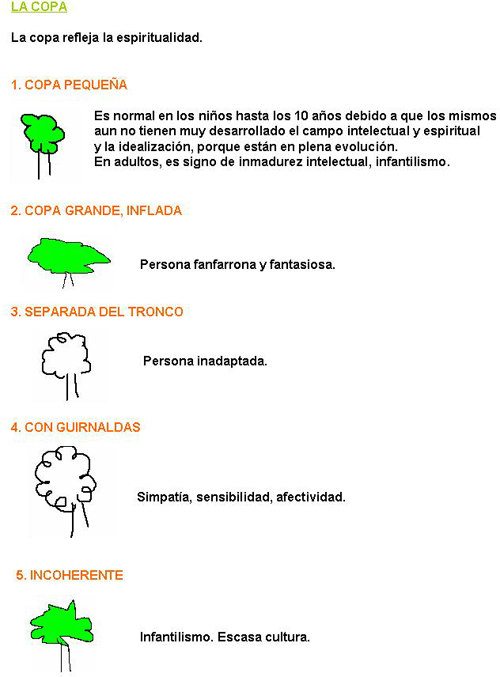 LA COPA
La copa refleja la espiritualidad.
1. COPA PEQUEÑA
Es normal en los niños hasta los 10 años debido a que los mismos
aun no tienen muy desarrollado el campo intelectual y espiritual
y la idealización, porque están en plena evolución.
En adultos, es signo de inmadurez intelectual, infantilismo.
2. COPA GRANDE, INFLADA
Persona fanfarrona y fantasiosa.
3. SEPARADA DEL TRONCO
Persona inadaptada.
4. CON GUIRNALDAS
Simpatía, sensibilidad, afectividad.
5. INCOHERENTE
Infantilismo. Escasa cultura.